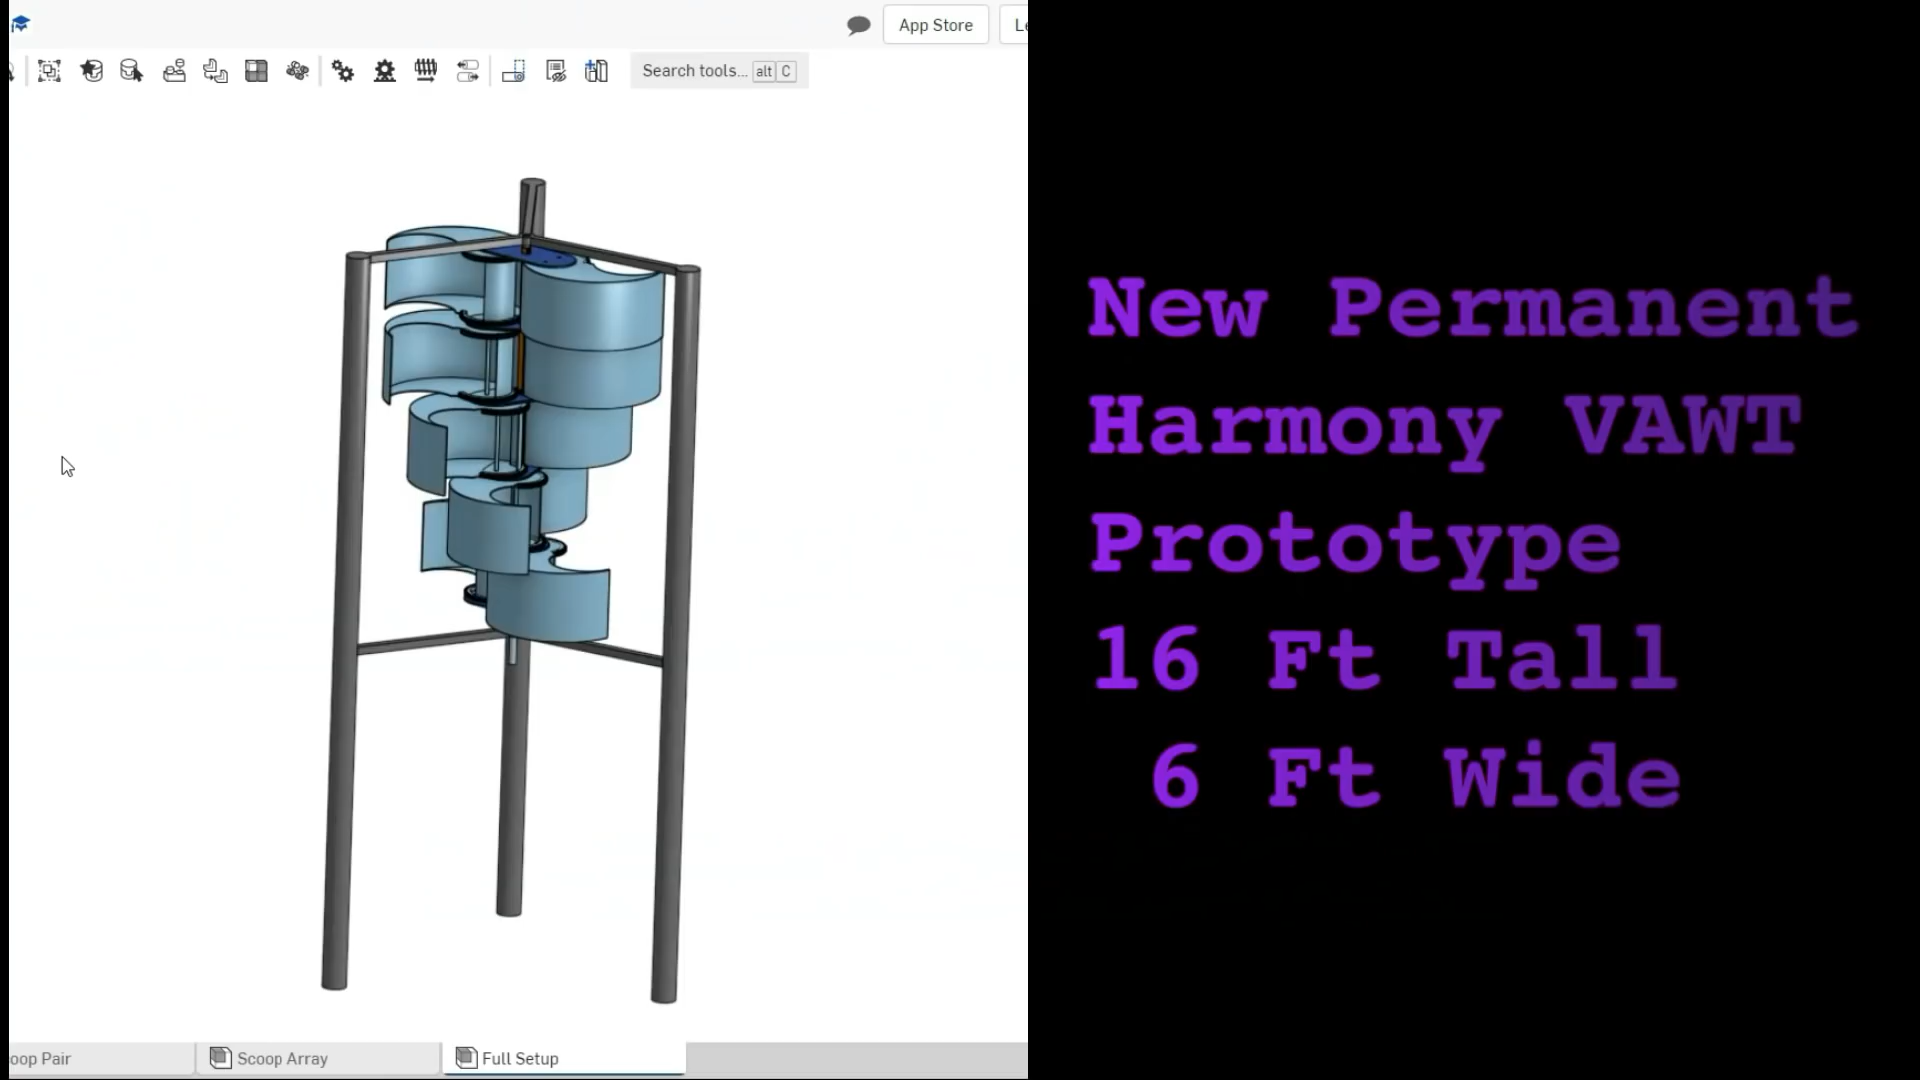 App Store
Le
Search tools... alt C
New Permanent
Harmony VAWT
Prototype
16 Ft Tall
6 Ft Wide
oop Pair
Scoop Array
Full Setup